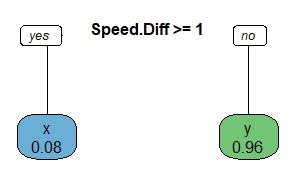 yes Speed.Diff >= 1 no
x y
0.08 0.96